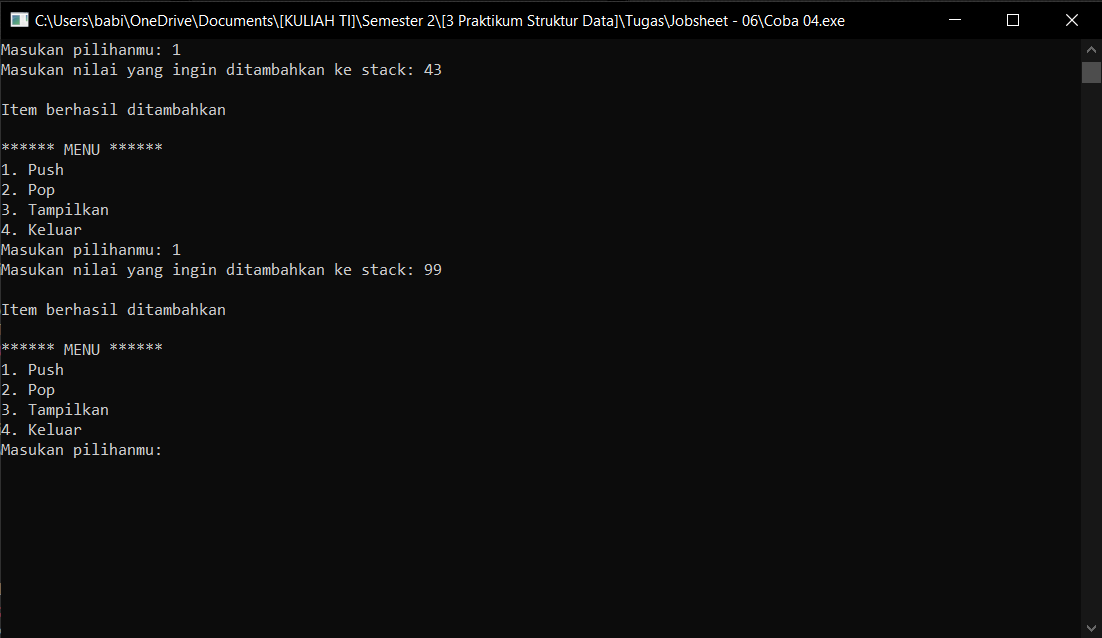 C:\Users\babi\OneDrive\Documents\[KULIAH TI]\Semester 2\[3 Praktikum Struktur Data]\Tugas\Jobsheet - 06\Coba 04.exe
Masukan pilihanmu: 1
Masukan nilai yang ingin ditambahkan ke stack: 43
Item berhasil ditambahkan
****** MENU ******
1. Push
2. Pop
3. Tampilkan
4. Keluar
Masukan pilihanmu: 1
Masukan nilai yang ingin ditambahkan ke stack: 99
Item berhasil ditambahkan
****** MENU ******
1. Push
2. Pop
3. Tampilkan
4. Keluar
Masukan pilihanmu: